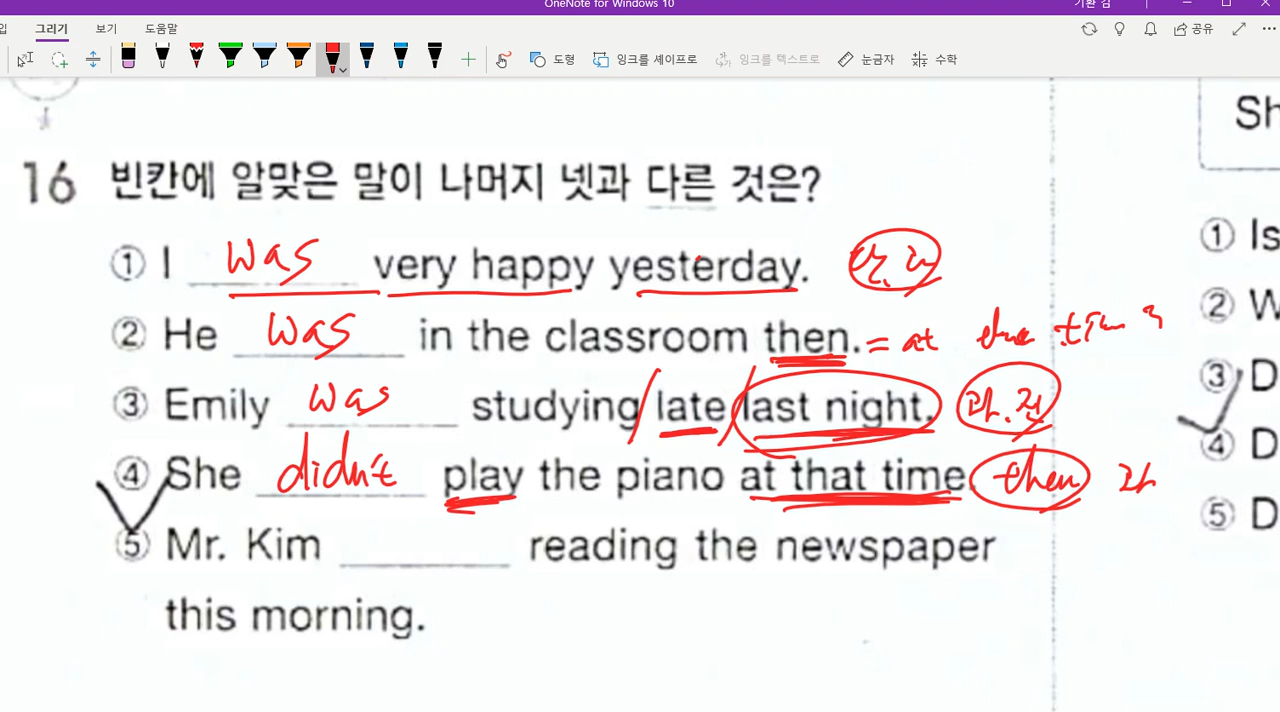 OneNote for Windows 10
기환 김
그리기 보기 도움말 공유
도형 잉크를 셰이프로 잉크를 텍스트로 눈금자 수학
16 빈칸에 알맞은 말이 나머지 넷과 다른 것은?
① I was very happy yesterday.
② He was in the classroom then. = at the time
③ Emily was studying / late / last night.
④ She didn't play the piano at that time. then 과
⑤ Mr. Kim ______ reading the newspaper
this morning.
Sh
① Is
② W
③ D
④ D
⑤ D